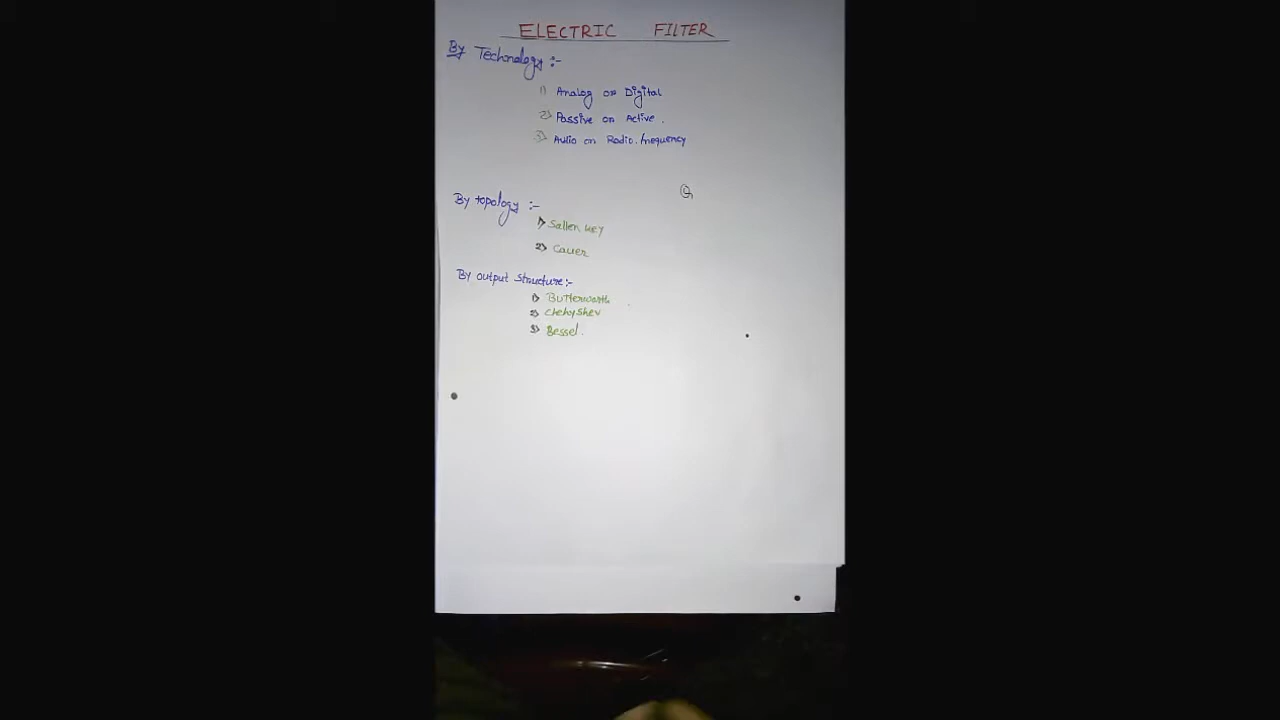 ELECTRIC FILTER
By Technology :-
1) Analog or Digital
2) Passive or Active .
3) Audio or Radio.frequency
By topology :-
1) Sallen KEY
2) Cauer
By output Structure:-
1) Butterworth
2) Chebyshev
3) Bessel.